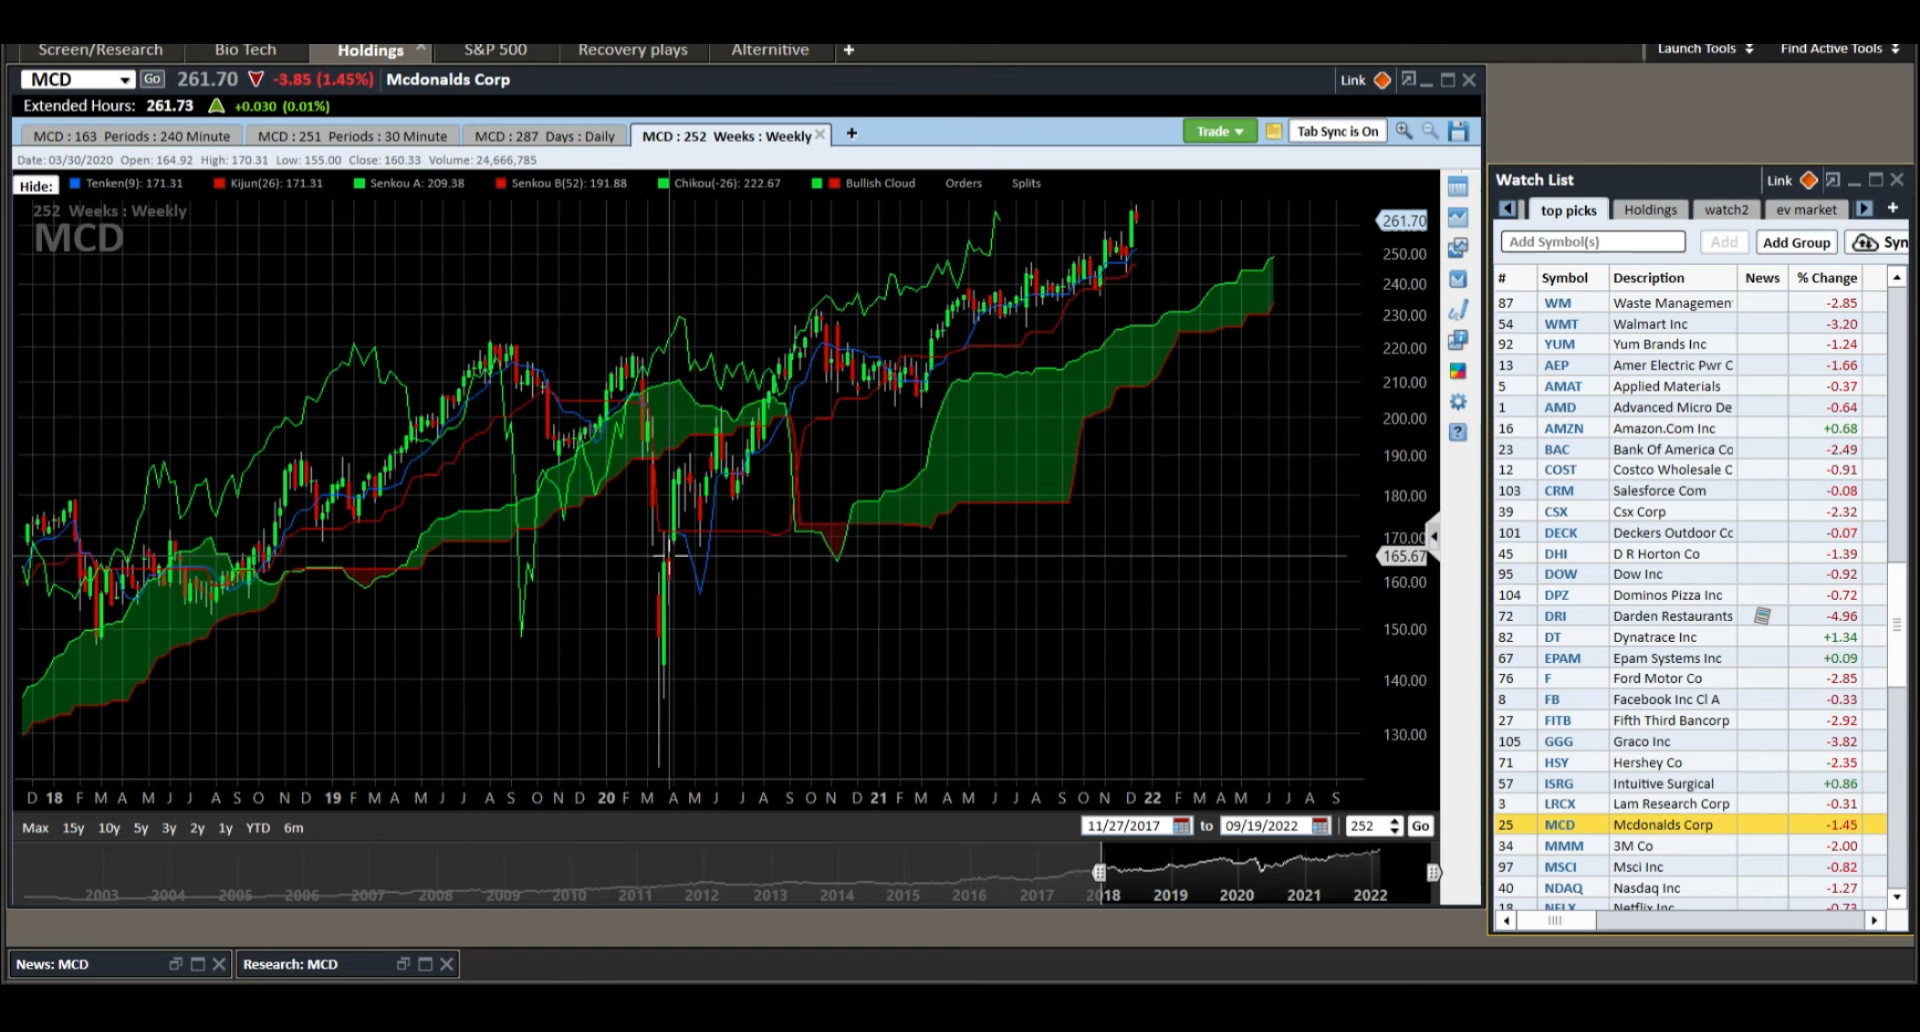 Screen/Research Bio Tech Holdings S&P 500 Recovery plays Alternitive + Launch Tools Find Active Tools
MCD Go 261.70 -3.85 (1.45%) Mcdonalds Corp Link
Extended Hours: 261.73 +0.030 (0.01%)
MCD : 163 Periods : 240 Minute MCD : 251 Periods : 30 Minute MCD : 287 Days : Daily MCD : 252 Weeks : Weekly + Trade Tab Sync is On
Date: 03/30/2020 Open: 164.92 High: 170.31 Low: 155.00 Close: 160.33 Volume: 24,666,785
Hide: Tenken(9): 171.31 Kijun(26): 171.31 Senkou A: 209.38 Senkou B(52): 191.88 Chikou(-26): 222.67 Bullish Cloud Orders Splits
252 Weeks : Weekly
MCD
261.70
250.00
240.00
230.00
220.00
210.00
200.00
190.00
180.00
170.00
165.67
160.00
150.00
140.00
130.00
D 18 F M A M J J A S O N D 19 F M A M J J A S O N D 20 F M A M J J A S O N D 21 F M A M J J A S O N D 22 F M A M J J A S
Max 15y 10y 5y 3y 2y 1y YTD 6m 11/27/2017 to 09/19/2022 252 Go
2003 2004 2005 2006 2007 2008 2009 2010 2011 2012 2013 2014 2015 2016 2017 2018 2019 2020 2021 2022
Watch List Link
top picks Holdings watch2 ev market +
Add Symbol(s) Add Add Group Syn
# Symbol Description News % Change
87 WM Waste Managemen -2.85
54 WMT Walmart Inc -3.20
92 YUM Yum Brands Inc -1.24
13 AEP Amer Electric Pwr C -1.66
5 AMAT Applied Materials -0.37
1 AMD Advanced Micro De -0.64
16 AMZN Amazon.Com Inc +0.68
23 BAC Bank Of America Co -2.49
12 COST Costco Wholesale C -0.91
103 CRM Salesforce Com -0.08
39 CSX Csx Corp -2.32
101 DECK Deckers Outdoor Cc -0.07
45 DHI D R Horton Co -1.39
95 DOW Dow Inc -0.92
104 DPZ Dominos Pizza Inc -0.72
72 DRI Darden Restaurants -4.96
82 DT Dynatrace Inc +1.34
67 EPAM Epam Systems Inc +0.09
76 F Ford Motor Co -2.85
8 FB Facebook Inc Cl A -0.33
27 FITB Fifth Third Bancorp -2.92
105 GGG Graco Inc -3.82
71 HSY Hershey Co -2.35
57 ISRG Intuitive Surgical +0.86
3 LRCX Lam Research Corp -0.31
25 MCD Mcdonalds Corp -1.45
34 MMM 3M Co -2.00
97 MSCI Msci Inc -0.82
40 NDAQ Nasdaq Inc -1.27
18 NFLX Netflix Inc -0.73
News: MCD Research: MCD